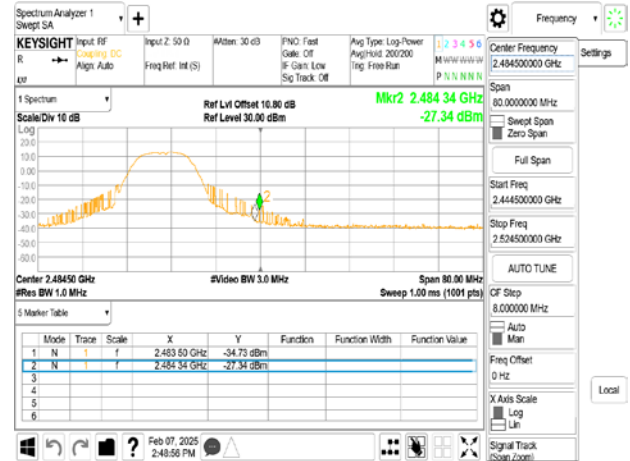 Spectrum Analyzer 1
Swept SA
Frequency
KEYSIGHT
R
Input: RF
Coupling: DC
Align: Auto
Input Z: 50 Ω
Freq Ref: Int (S)
#Atten: 30 dB
PNO: Fast
Gate: Off
IF Gain: Low
Sig Track: Off
Avg Type: Log-Power
Avg|Hold: 200/200
Trig: Free Run
1 2 3 4 5 6
M W W W W W
P N N N N N
Center Frequency
2.484500000 GHz
Settings
Span
80.0000000 MHz
Swept Span
Zero Span
Full Span
Start Freq
2.444500000 GHz
Stop Freq
2.524500000 GHz
AUTO TUNE
CF Step
8.000000 MHz
Auto
Man
Freq Offset
0 Hz
X Axis Scale
Log
Lin
Signal Track
(Span Zoom)
Local
1 Spectrum
Scale/Div 10 dB
Ref Lvl Offset 10.80 dB
Ref Level 30.00 dBm
Mkr2 2.484 34 GHz
-27.34 dBm
Log
20.0
10.0
0.00
-10.0
-20.0
-30.0
-40.0
-50.0
-60.0
2
Center 2.48450 GHz
#Res BW 1.0 MHz
#Video BW 3.0 MHz
Span 80.00 MHz
Sweep 1.00 ms (1001 pts)
5 Marker Table
Mode Trace Scale X Y Function Function Width Function Value
1 N 1 f 2.483 50 GHz -34.73 dBm
2 N 1 f 2.484 34 GHz -27.34 dBm
3
4
5
6
?
Feb 07, 2025
2:48:56 PM